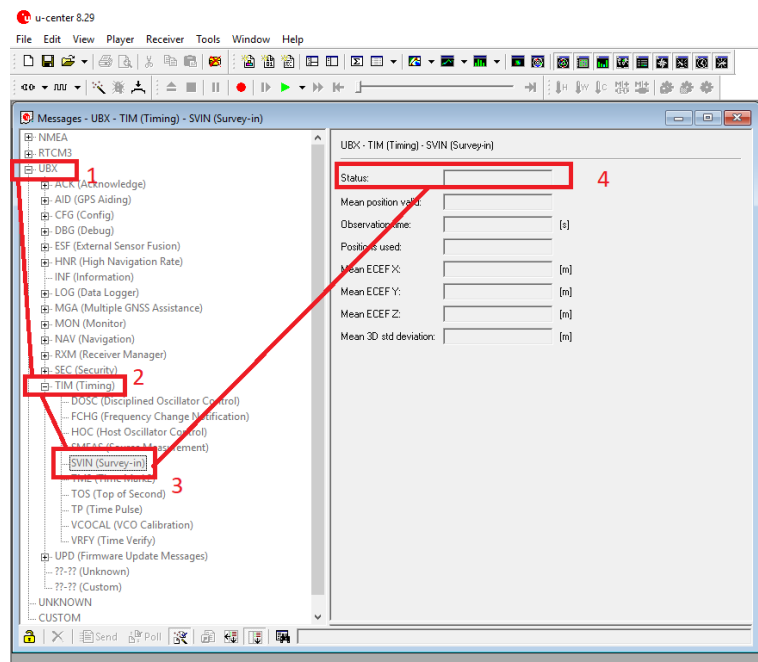 u-center 8.29
File Edit View Player Receiver Tools Window Help
Messages - UBX - TIM (Timing) - SVIN (Survey-in)
NMEA
RTCM3
UBX
1
ACK (Acknowledge)
AID (GPS Aiding)
CFG (Config)
DBG (Debug)
ESF (External Sensor Fusion)
HNR (High Navigation Rate)
INF (Information)
LOG (Data Logger)
MGA (Multiple GNSS Assistance)
MON (Monitor)
NAV (Navigation)
RXM (Receiver Manager)
SEC (Security)
TIM (Timing)
2
DOSC (Disciplined Oscillator Control)
FCHG (Frequency Change Notification)
HOC (Host Oscillator Control)
SMEAS (Source Measurement)
SVIN (Survey-in)
3
TM2 (Time Mark2)
TOS (Top of Second)
TP (Time Pulse)
VCOCAL (VCO Calibration)
VRFY (Time Verify)
UPD (Firmware Update Messages)
??-?? (Unknown)
??-?? (Custom)
UNKNOWN
CUSTOM
UBX - TIM (Timing) - SVIN (Survey-in)
Status:
4
Mean position valid:
Observation time: [s]
Positions used:
Mean ECEF X: [m]
Mean ECEF Y: [m]
Mean ECEF Z: [m]
Mean 3D std deviation: [m]
Send Poll